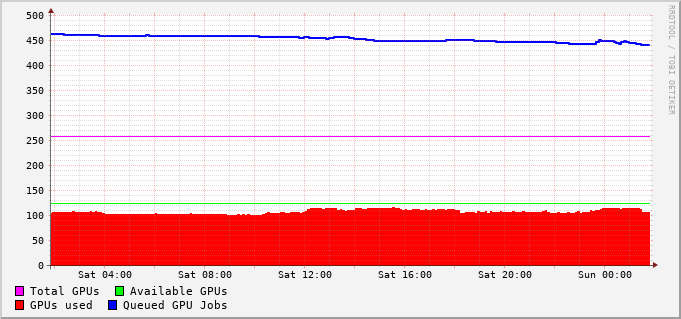 500
450
400
350
300
250
200
150
100
50
0
Sat 04:00 Sat 08:00 Sat 12:00 Sat 16:00 Sat 20:00 Sun 00:00
Total GPUs Available GPUs
GPUs used Queued GPU Jobs
RRDTOOL / TOBI OETIKER